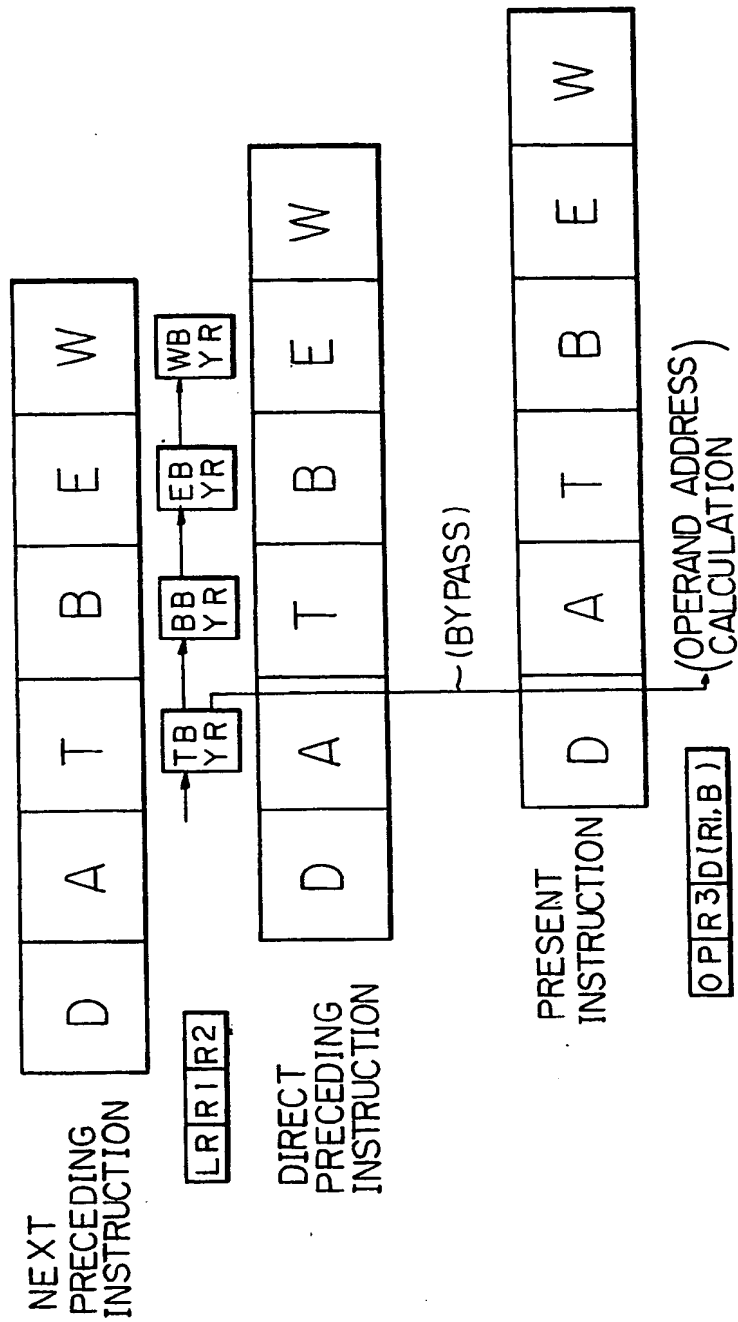 NEXT
PRECEDING
INSTRUCTION
D A T B E W
LR R1 R2
TB
YR
BB
YR
EB
YR
WB
YR
DIRECT
PRECEDING
INSTRUCTION
D A T B E W
(BYPASS)
PRESENT
INSTRUCTION
D A T B E W
OP R3 D(R1,B)
(OPERAND ADDRESS
CALCULATION)